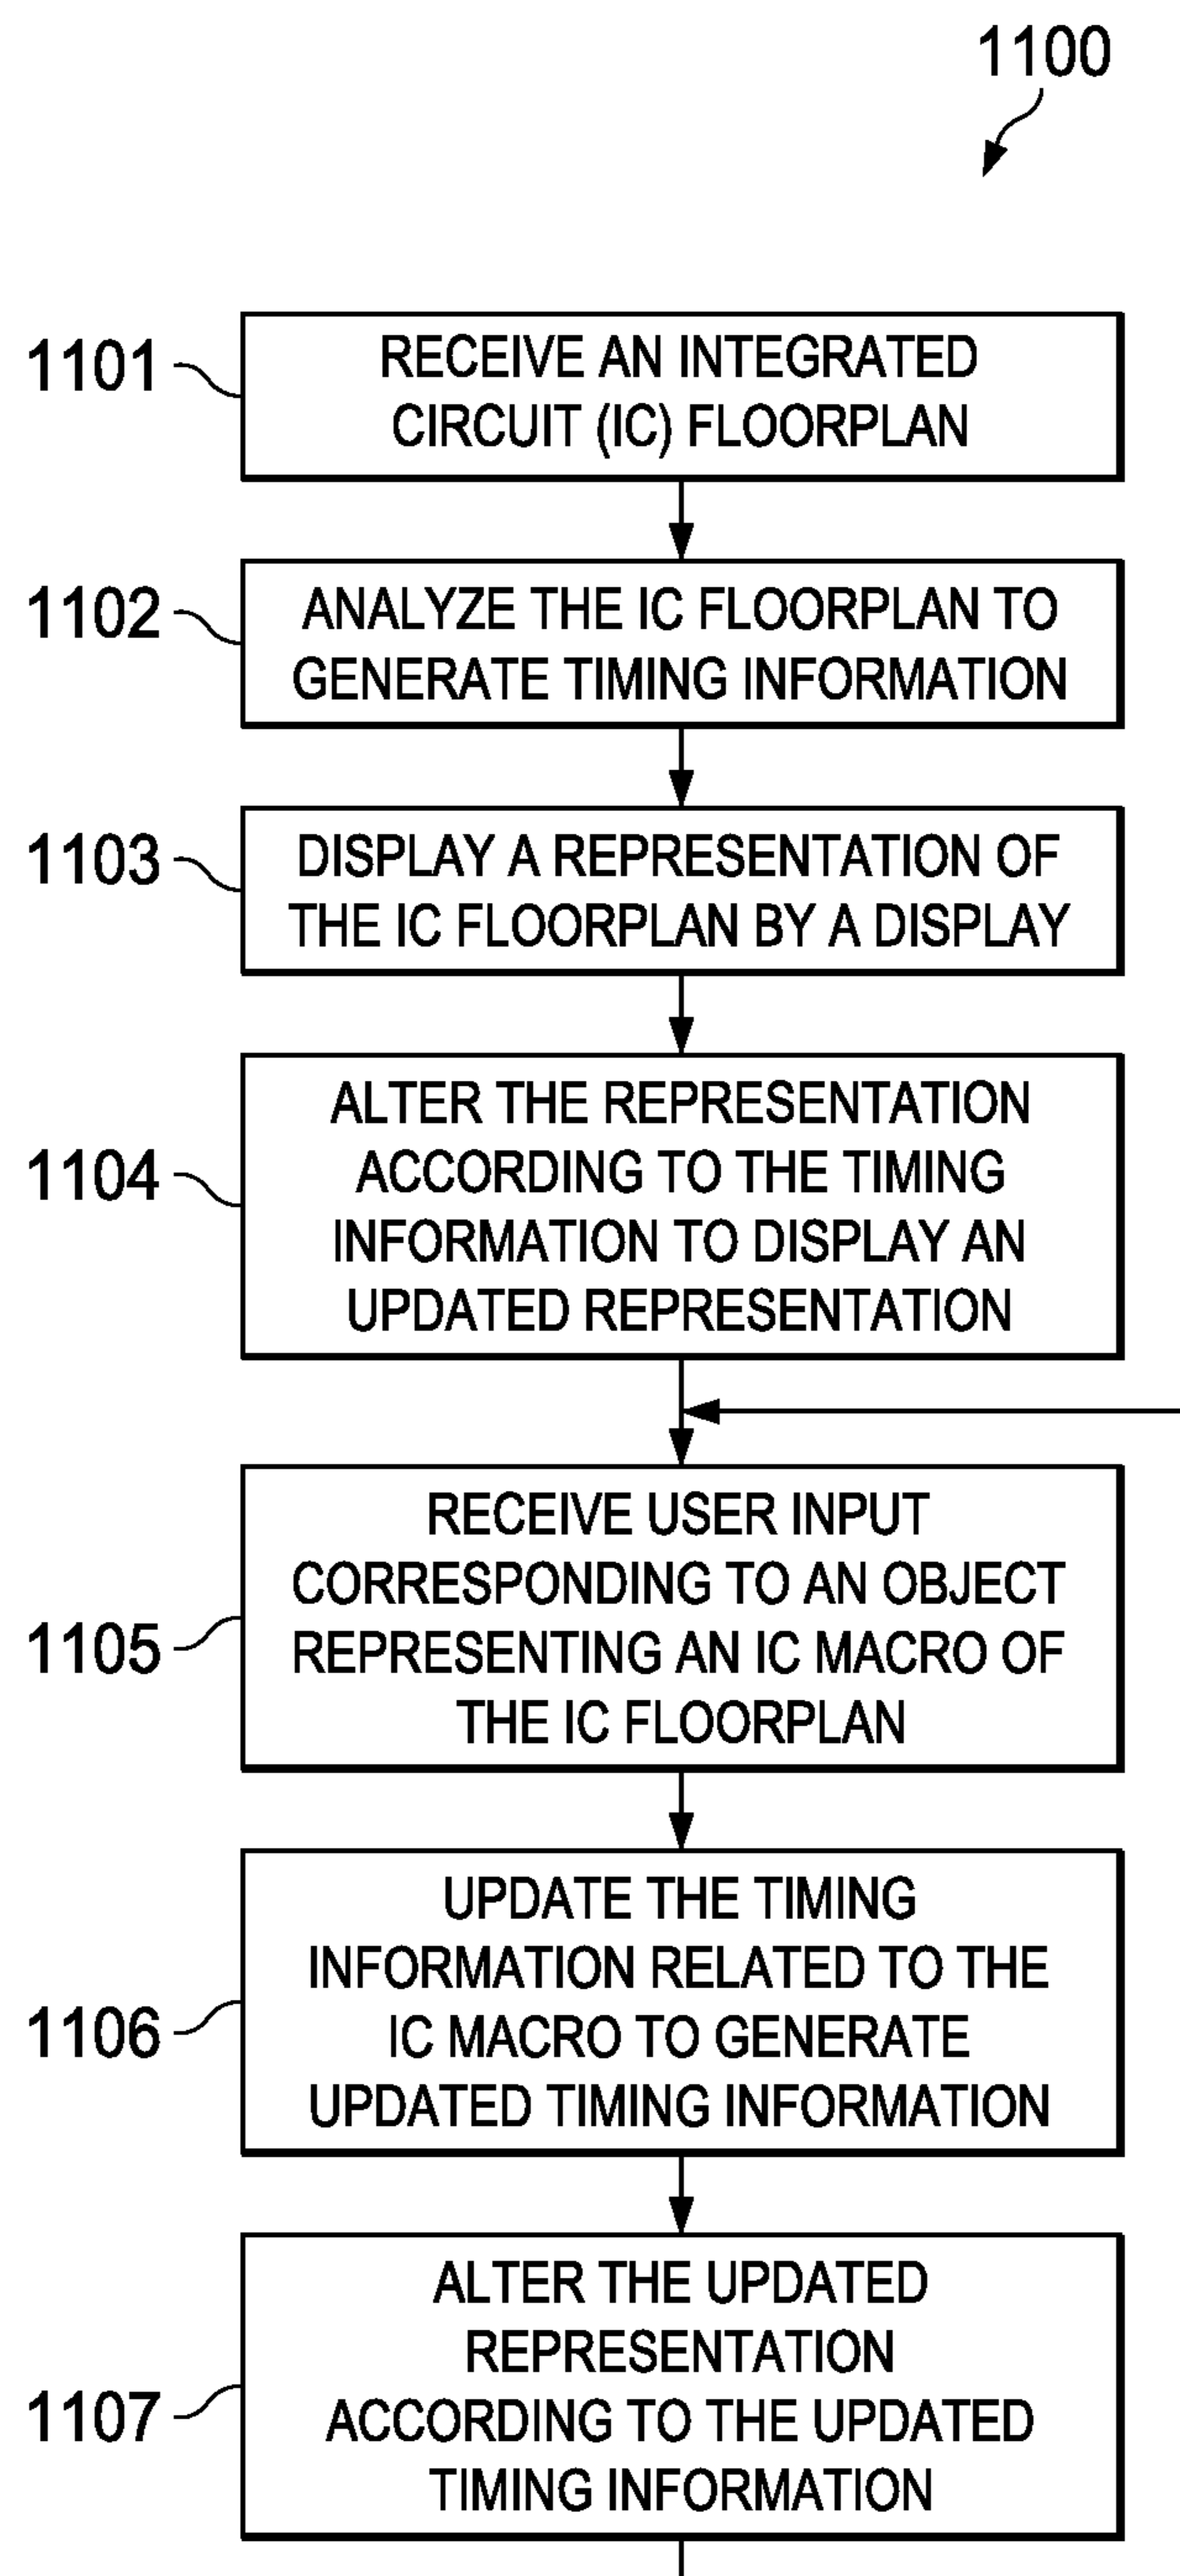 1100
1101
RECEIVE AN INTEGRATED
CIRCUIT (IC) FLOORPLAN
1102
ANALYZE THE IC FLOORPLAN TO
GENERATE TIMING INFORMATION
1103
DISPLAY A REPRESENTATION OF
THE IC FLOORPLAN BY A DISPLAY
1104
ALTER THE REPRESENTATION
ACCORDING TO THE TIMING
INFORMATION TO DISPLAY AN
UPDATED REPRESENTATION
1105
RECEIVE USER INPUT
CORRESPONDING TO AN OBJECT
REPRESENTING AN IC MACRO OF
THE IC FLOORPLAN
1106
UPDATE THE TIMING
INFORMATION RELATED TO THE
IC MACRO TO GENERATE
UPDATED TIMING INFORMATION
1107
ALTER THE UPDATED
REPRESENTATION
ACCORDING TO THE UPDATED
TIMING INFORMATION